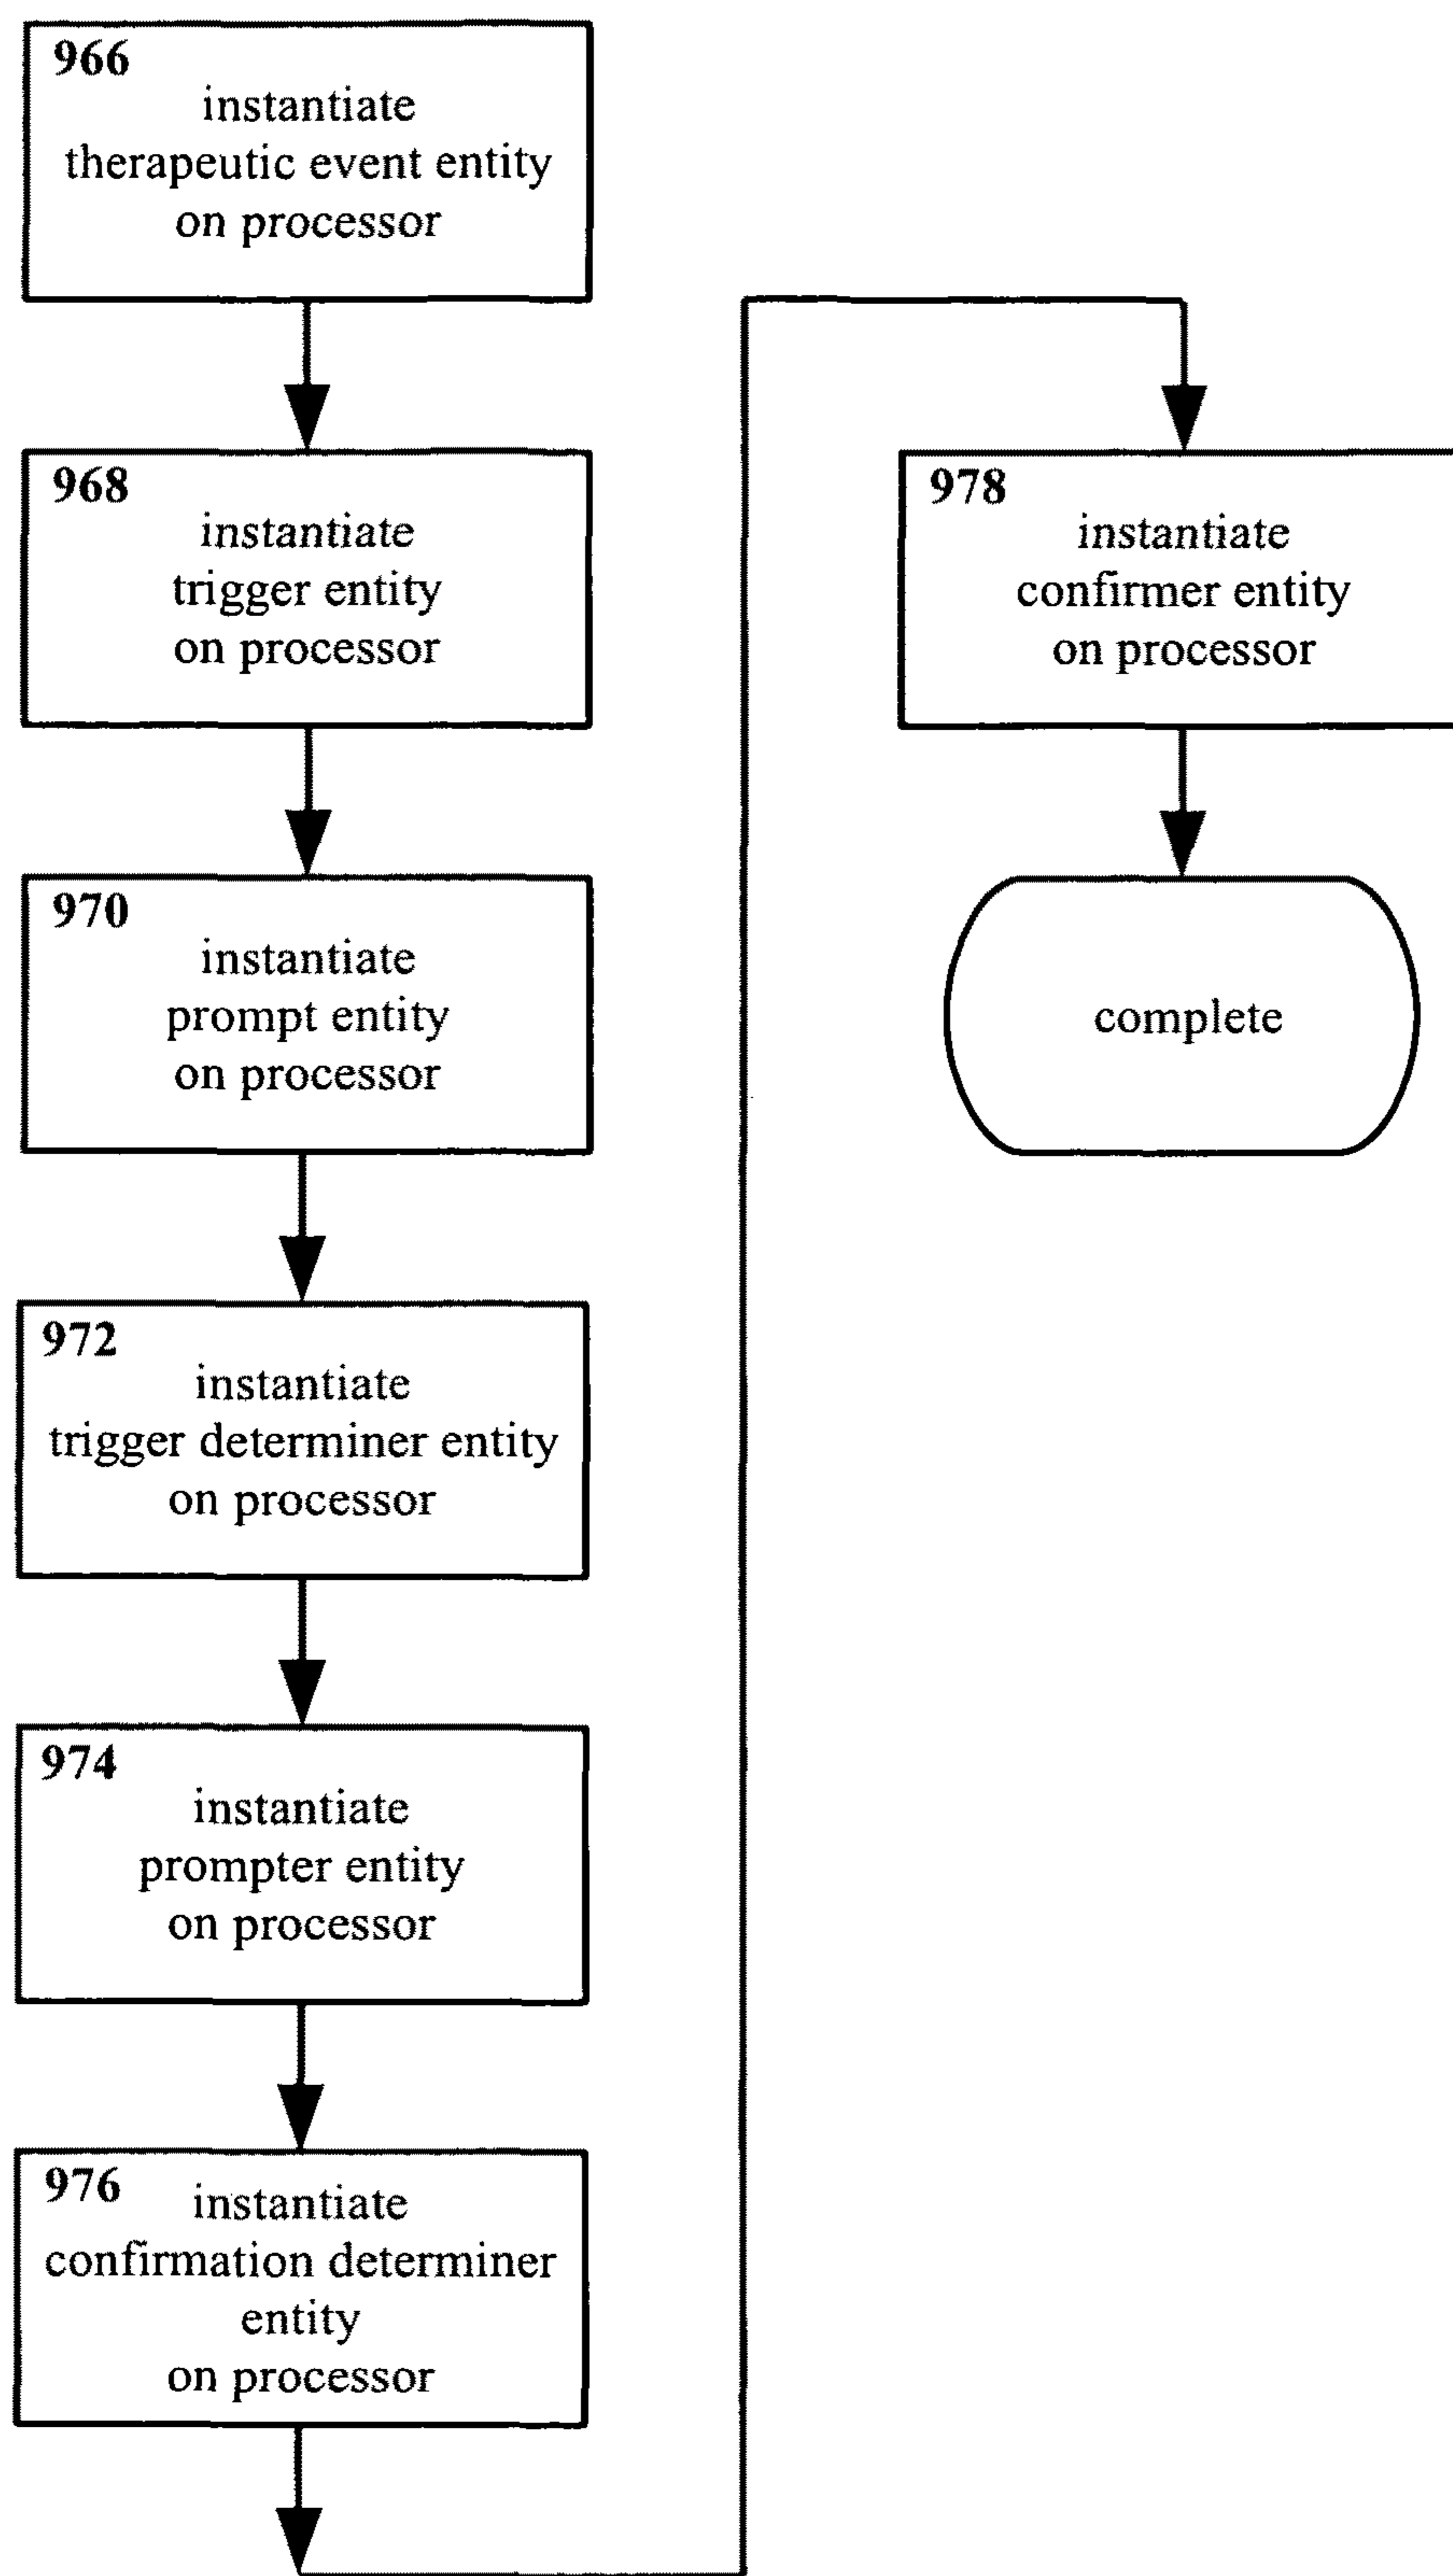 966
instantiate
therapeutic event entity
on processor
968
instantiate
trigger entity
on processor
970
instantiate
prompt entity
on processor
972
instantiate
trigger determiner entity
on processor
974
instantiate
prompter entity
on processor
976 instantiate
confirmation determiner
entity
on processor
978
instantiate
confirmer entity
on processor
complete